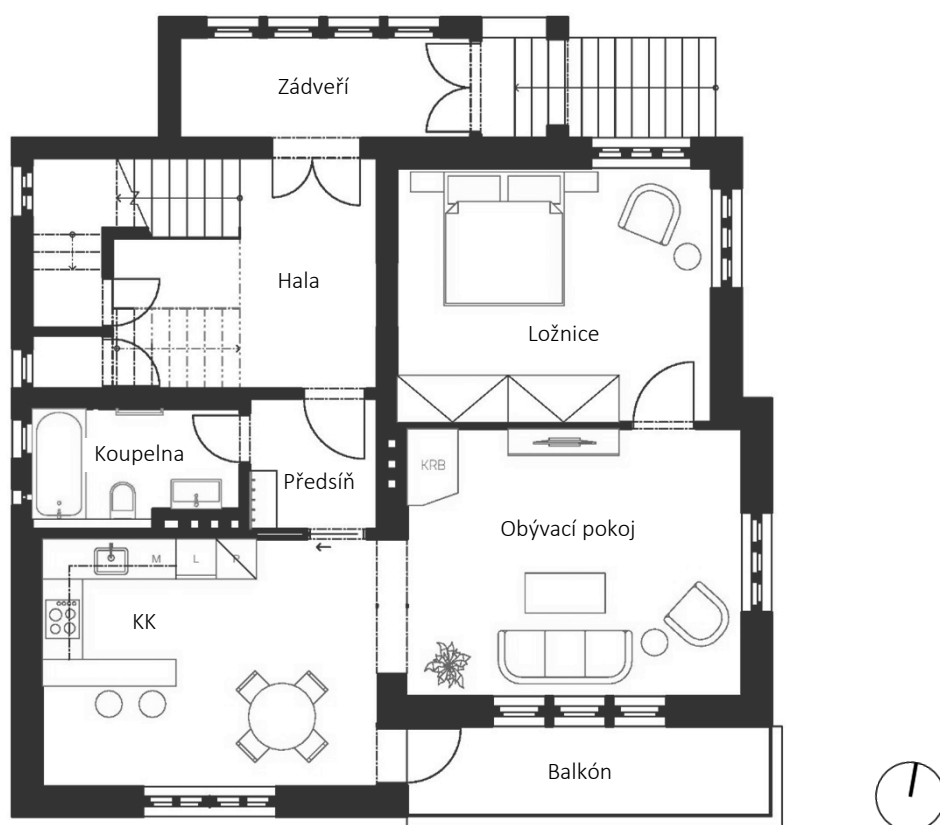 Zádveří
Hala
Ložnice
Koupelna
Předsíň
KRB
Obývací pokoj
M
L
P
KK
Balkón